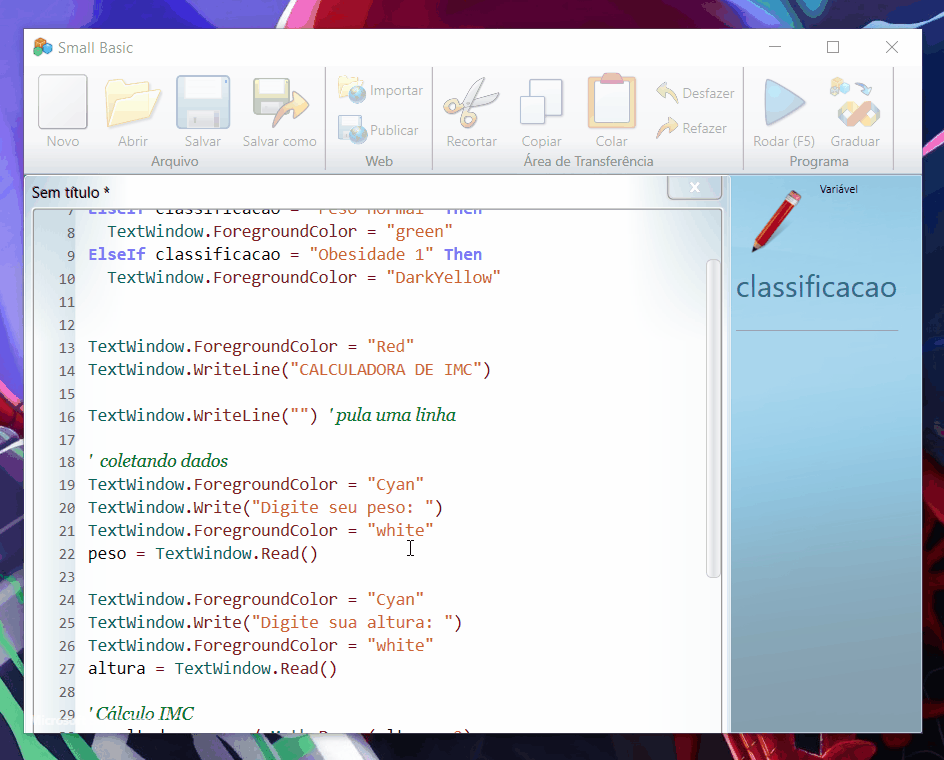 Small Basic
Novo
Abrir
Salvar
Salvar como
Arquivo
Importar
Publicar
Web
Recortar
Copiar
Colar
Desfazer
Refazer
Área de Transferência
Rodar (F5)
Graduar
Programa
Sem título *
x
7 ElseIf classificacao = "Peso normal" Then
8 TextWindow.ForegroundColor = "green"
9 ElseIf classificacao = "Obesidade 1" Then
10 TextWindow.ForegroundColor = "DarkYellow"
11
12
13 TextWindow.ForegroundColor = "Red"
14 TextWindow.WriteLine("CALCULADORA DE IMC")
15
16 TextWindow.WriteLine("") 'pula uma linha
17
18 ' coletando dados
19 TextWindow.ForegroundColor = "Cyan"
20 TextWindow.Write("Digite seu peso: ")
21 TextWindow.ForegroundColor = "white"
22 peso = TextWindow.Read()
23
24 TextWindow.ForegroundColor = "Cyan"
25 TextWindow.Write("Digite sua altura: ")
26 TextWindow.ForegroundColor = "white"
27 altura = TextWindow.Read()
28
29 'Cálculo IMC
Variável
classificacao